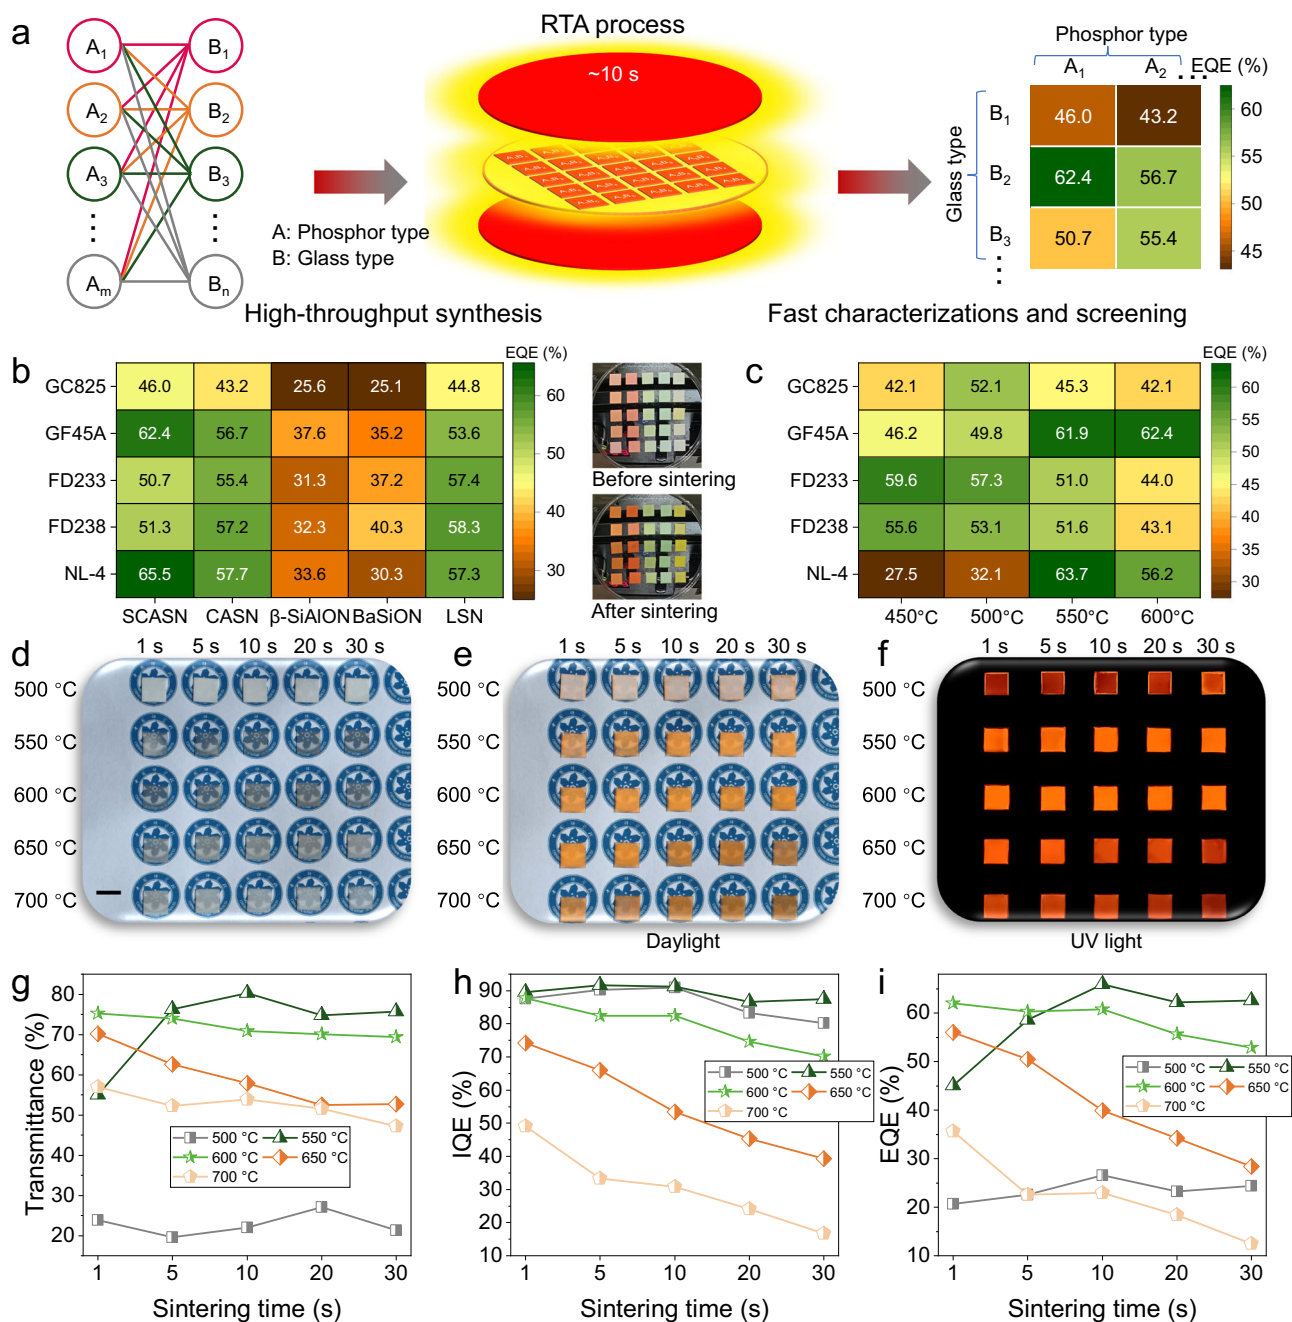 a
A1
B1
A2
B2
A3
B3
Am
Bn
A: Phosphor type
B: Glass type
RTA process
~10 s
High-throughput synthesis
Phosphor type
A1 A2 ... EQE (%)
Glass type
B1 46.0 43.2
B2 62.4 56.7
B3 50.7 55.4
60
55
50
45
Fast characterizations and screening
b
EQE (%)
GC825 46.0 43.2 25.6 25.1 44.8
GF45A 62.4 56.7 37.6 35.2 53.6
FD233 50.7 55.4 31.3 37.2 57.4
FD238 51.3 57.2 32.3 40.3 58.3
NL-4 65.5 57.7 33.6 30.3 57.3
SCASN CASN β-SiAlON BaSiON LSN
60
50
40
30
Before sintering
After sintering
c
EQE (%)
GC825 42.1 52.1 45.3 42.1
GF45A 46.2 49.8 61.9 62.4
FD233 59.6 57.3 51.0 44.0
FD238 55.6 53.1 51.6 43.1
NL-4 27.5 32.1 63.7 56.2
450°C 500°C 550°C 600°C
60
55
50
45
40
35
30
d
1 s 5 s 10 s 20 s 30 s
500 °C
550 °C
600 °C
650 °C
700 °C
e
1 s 5 s 10 s 20 s 30 s
500 °C
550 °C
600 °C
650 °C
700 °C
Daylight
f
1 s 5 s 10 s 20 s 30 s
500 °C
550 °C
600 °C
650 °C
700 °C
UV light
g
Transmittance (%)
80
70
60
50
40
30
20
500 °C 550 °C
600 °C 650 °C
700 °C
1 5 10 20 30
Sintering time (s)
h
IQE (%)
90
80
70
60
50
40
30
20
10
500 °C 550 °C
600 °C 650 °C
700 °C
1 5 10 20 30
Sintering time (s)
i
EQE (%)
60
50
40
30
20
10
500 °C 550 °C
600 °C 650 °C
700 °C
1 5 10 20 30
Sintering time (s)